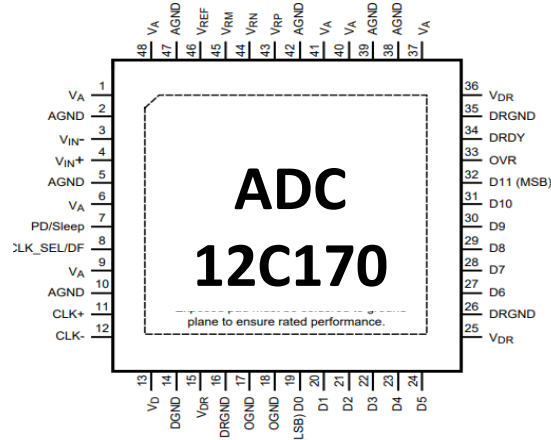 48 47 46 45 44 43 42 41 40 39 38 37
VA AGND VREF VRM VRN VRP AGND VA VA AGND AGND VA
1 VA
2 AGND
3 VIN-
4 VIN+
5 AGND
6 VA
7 PD/Sleep
8 CLK_SEL/DF
9 VA
10 AGND
11 CLK+
12 CLK-
36 VDR
35 DRGND
34 DRDY
33 OVR
32 D11 (MSB)
31 D10
30 D9
29 D8
28 D7
27 D6
26 DRGND
25 VDR
ADC
12C170
plane to ensure rated performance.
13 14 15 16 17 18 19 20 21 22 23 24
VD DGND VDR DRGND OGND OGND LSB) D0 D1 D2 D3 D4 D5